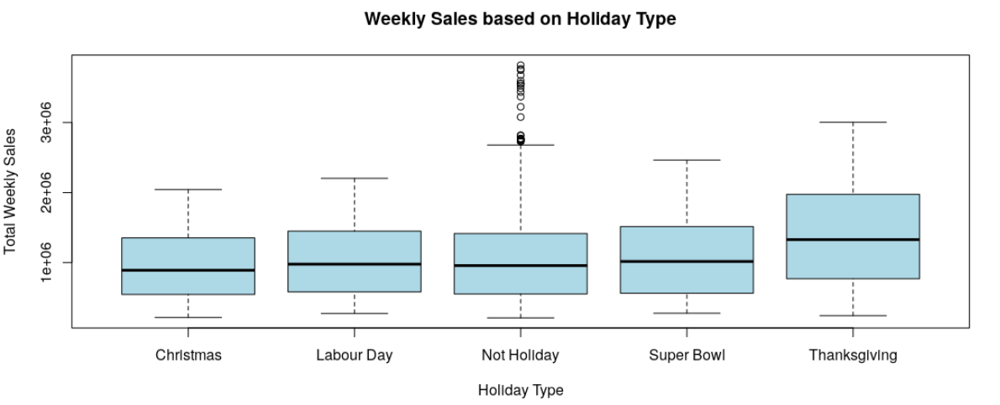 Weekly Sales based on Holiday Type
Total Weekly Sales
3e+06
2e+06
1e+06
Christmas Labour Day Not Holiday Super Bowl Thanksgiving
Holiday Type